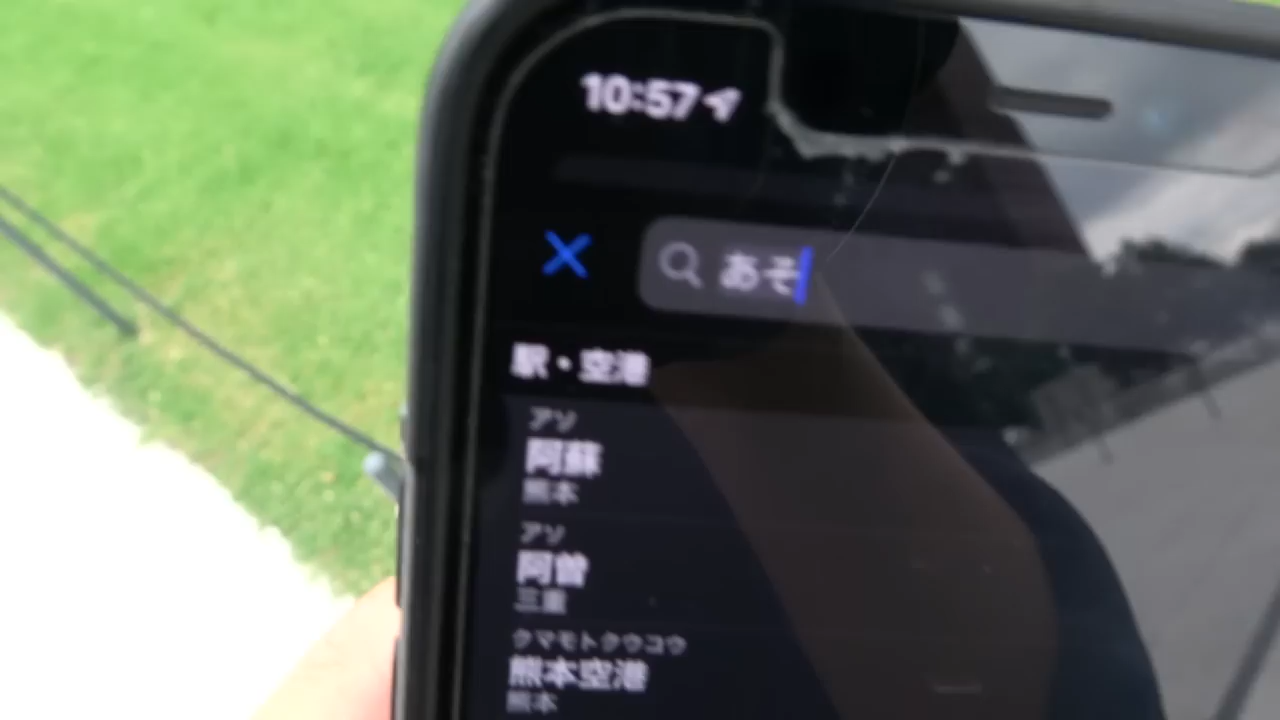 10:57
あそ
駅・空港
アソ
阿蘇
熊本
アソ
阿曽
三重
クマモトクウコウ
熊本空港
熊本